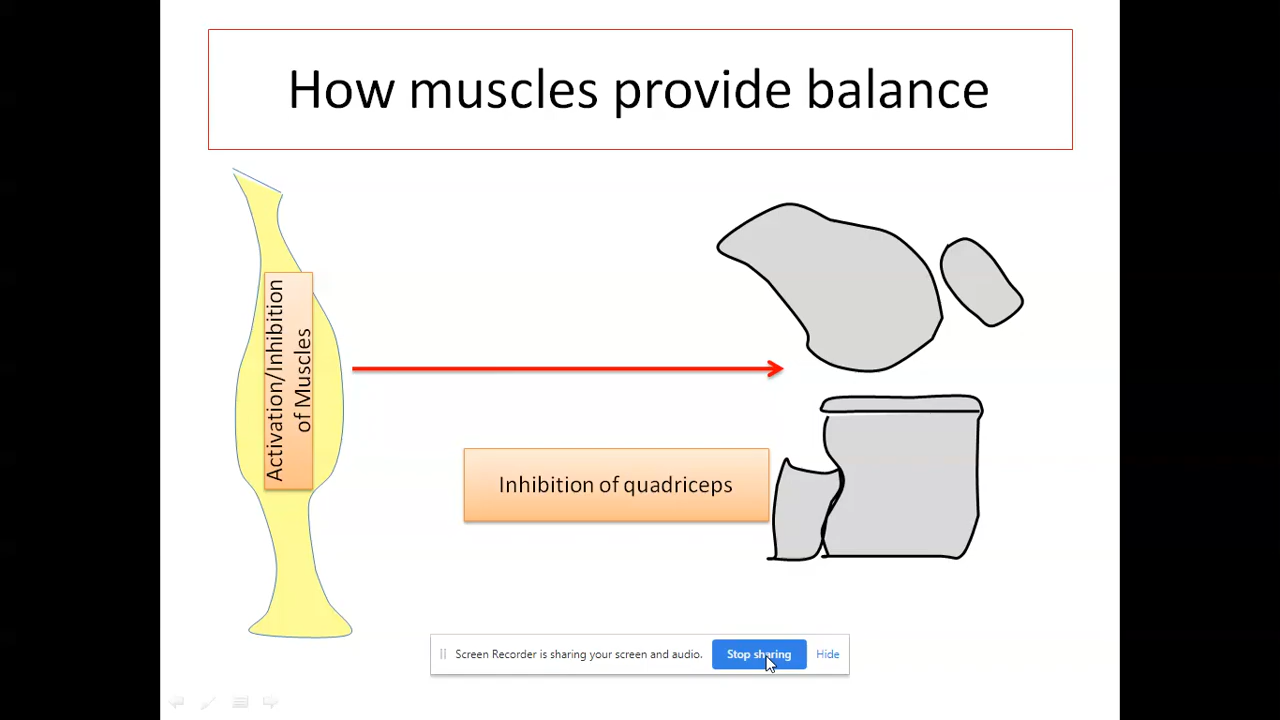 How muscles provide balance
Activation/Inhibition
of Muscles
Inhibition of quadriceps
Screen Recorder is sharing your screen and audio.
Stop sharing
Hide